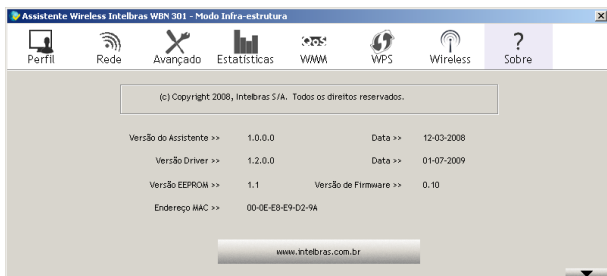 Assistente Wireless Intelbras WBN 301 - Modo Infra-estrutura
Perfil Rede Avançado Estatísticas QoS WMM WPS Wireless ? Sobre
(c) Copyright 2008, Intelbras S/A. Todos os direitos reservados.
Versão do Assistente >> 1.0.0.0 Data >> 12-03-2008
Versão Driver >> 1.2.0.0 Data >> 01-07-2009
Versão EEPROM >> 1.1 Versão de Firmware >> 0.10
Endereço MAC >> 00-0E-E8-E9-D2-9A
www.intelbras.com.br